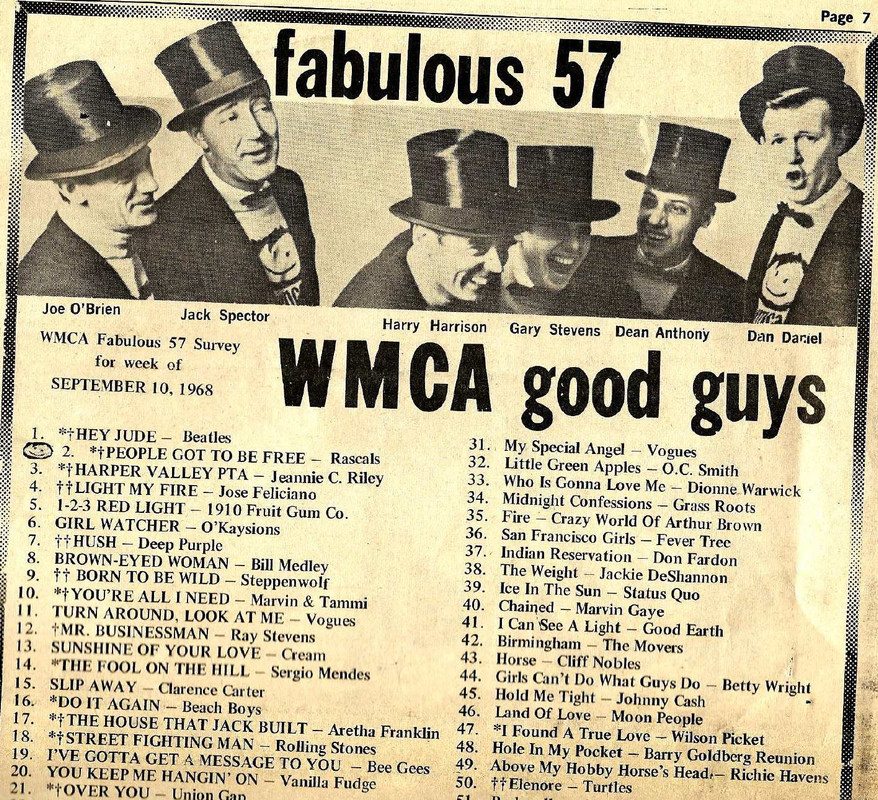 Page 7
fabulous 57
Joe O'Brien
Jack Spector
Harry Harrison
Gary Stevens
Dean Anthony
Dan Daniel
WMCA Fabulous 57 Survey
for week of
SEPTEMBER 10, 1968
WMCA good guys
1. *†HEY JUDE – Beatles
2. *†PEOPLE GOT TO BE FREE – Rascals
3. *†HARPER VALLEY PTA – Jeannie C. Riley
4. ††LIGHT MY FIRE – Jose Feliciano
5. 1-2-3 RED LIGHT – 1910 Fruit Gum Co.
6. GIRL WATCHER – O'Kaysions
7. ††HUSH – Deep Purple
8. BROWN-EYED WOMAN – Bill Medley
9. †† BORN TO BE WILD – Steppenwolf
10. *†YOU'RE ALL I NEED – Marvin & Tammi
11. TURN AROUND, LOOK AT ME – Vogues
12. †MR. BUSINESSMAN – Ray Stevens
13. SUNSHINE OF YOUR LOVE – Cream
14. *THE FOOL ON THE HILL – Sergio Mendes
15. SLIP AWAY – Clarence Carter
16. *DO IT AGAIN – Beach Boys
17. *†THE HOUSE THAT JACK BUILT – Aretha Franklin
18. *†STREET FIGHTING MAN – Rolling Stones
19. I'VE GOTTA GET A MESSAGE TO YOU – Bee Gees
20. YOU KEEP ME HANGIN' ON – Vanilla Fudge
21. *†OVER YOU – Union Gap
31. My Special Angel – Vogues
32. Little Green Apples – O.C. Smith
33. Who Is Gonna Love Me – Dionne Warwick
34. Midnight Confessions – Grass Roots
35. Fire – Crazy World Of Arthur Brown
36. San Francisco Girls – Fever Tree
37. Indian Reservation – Don Fardon
38. The Weight – Jackie DeShannon
39. Ice In The Sun – Status Quo
40. Chained – Marvin Gaye
41. I Can See A Light – Good Earth
42. Birmingham – The Movers
43. Horse – Cliff Nobles
44. Girls Can't Do What Guys Do – Betty Wright
45. Hold Me Tight – Johnny Cash
46. Land Of Love – Moon People
47. *I Found A True Love – Wilson Picket
48. Hole In My Pocket – Barry Goldberg Reunion
49. Above My Hobby Horse's Head – Richie Havens
50. ††Elenore – Turtles